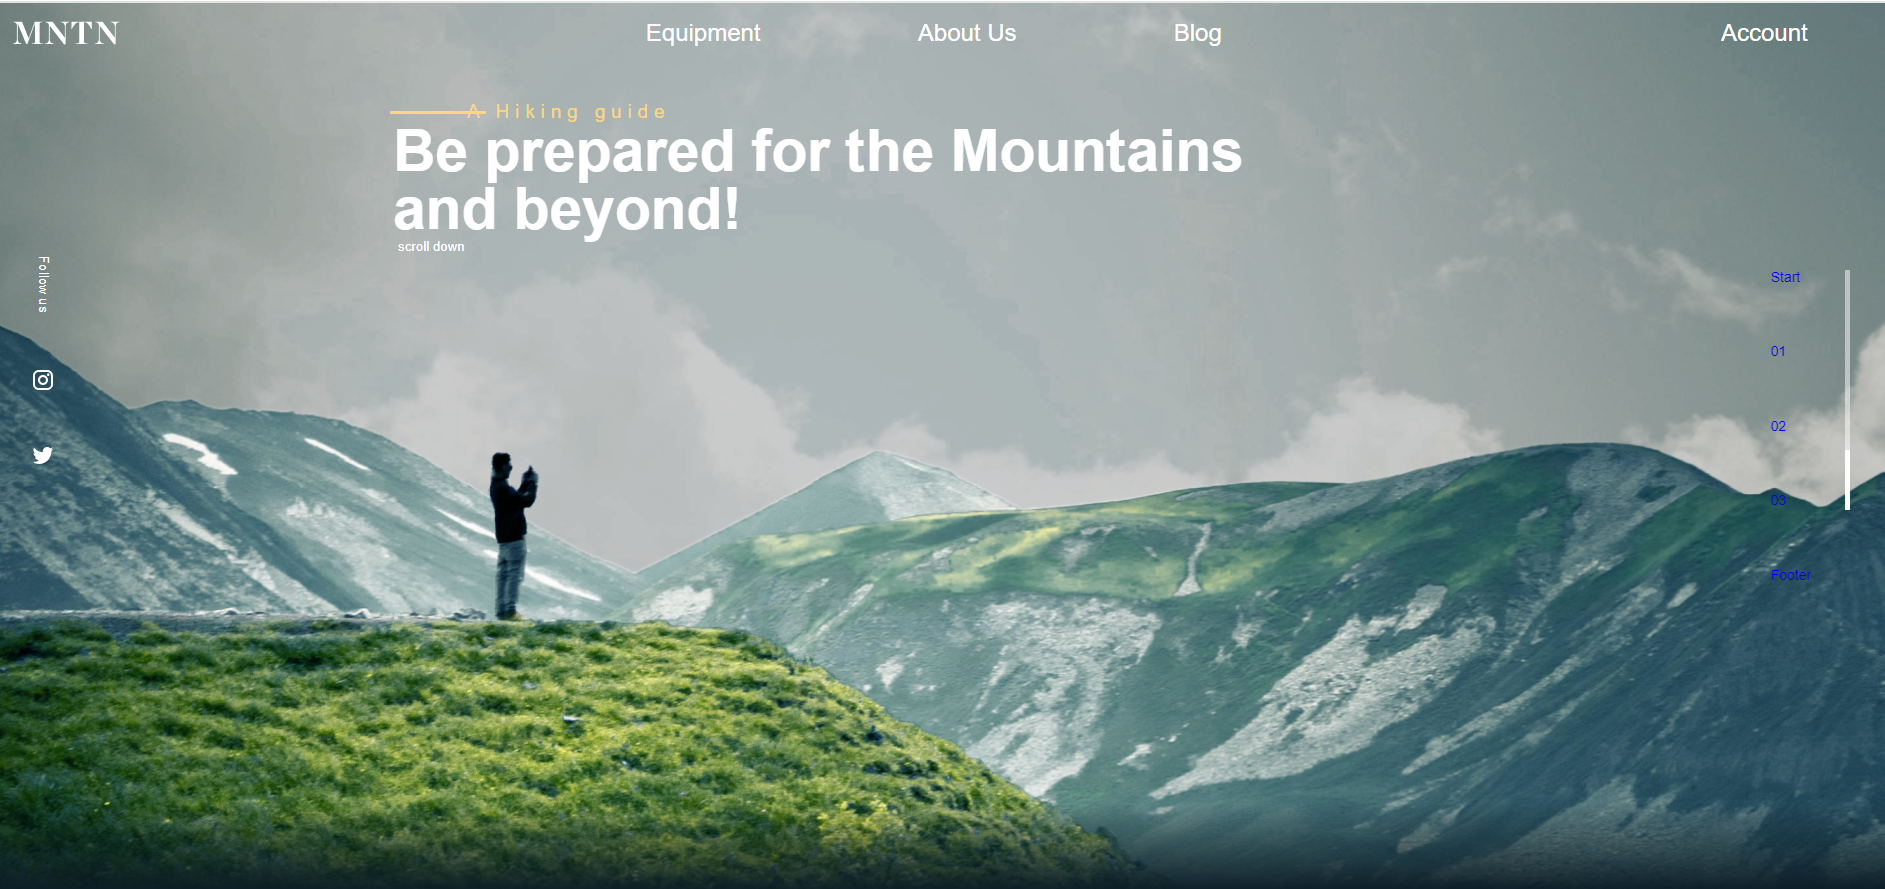 MNTN
Equipment
About Us
Blog
Account
A Hiking guide
Be prepared for the Mountains
and beyond!
scroll down
Follow us
Start
01
02
03
Footer